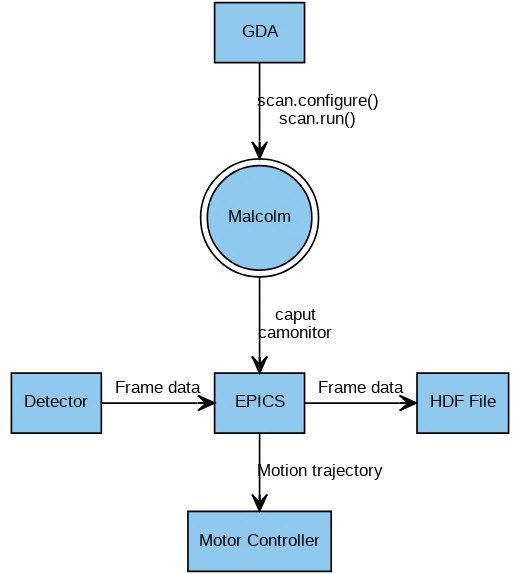 GDA
scan.configure()
scan.run()
Malcolm
caput
camonitor
Frame data
Frame data
Detector
EPICS
HDF File
Motion trajectory
Motor Controller